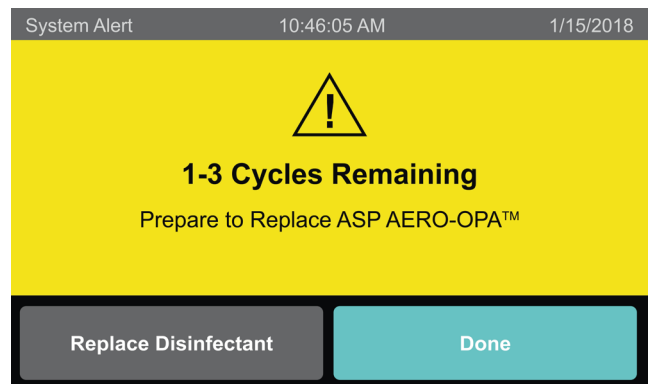 System Alert 10:46:05 AM 1/15/2018
!
1-3 Cycles Remaining
Prepare to Replace ASP AERO-OPA™
Replace Disinfectant Done